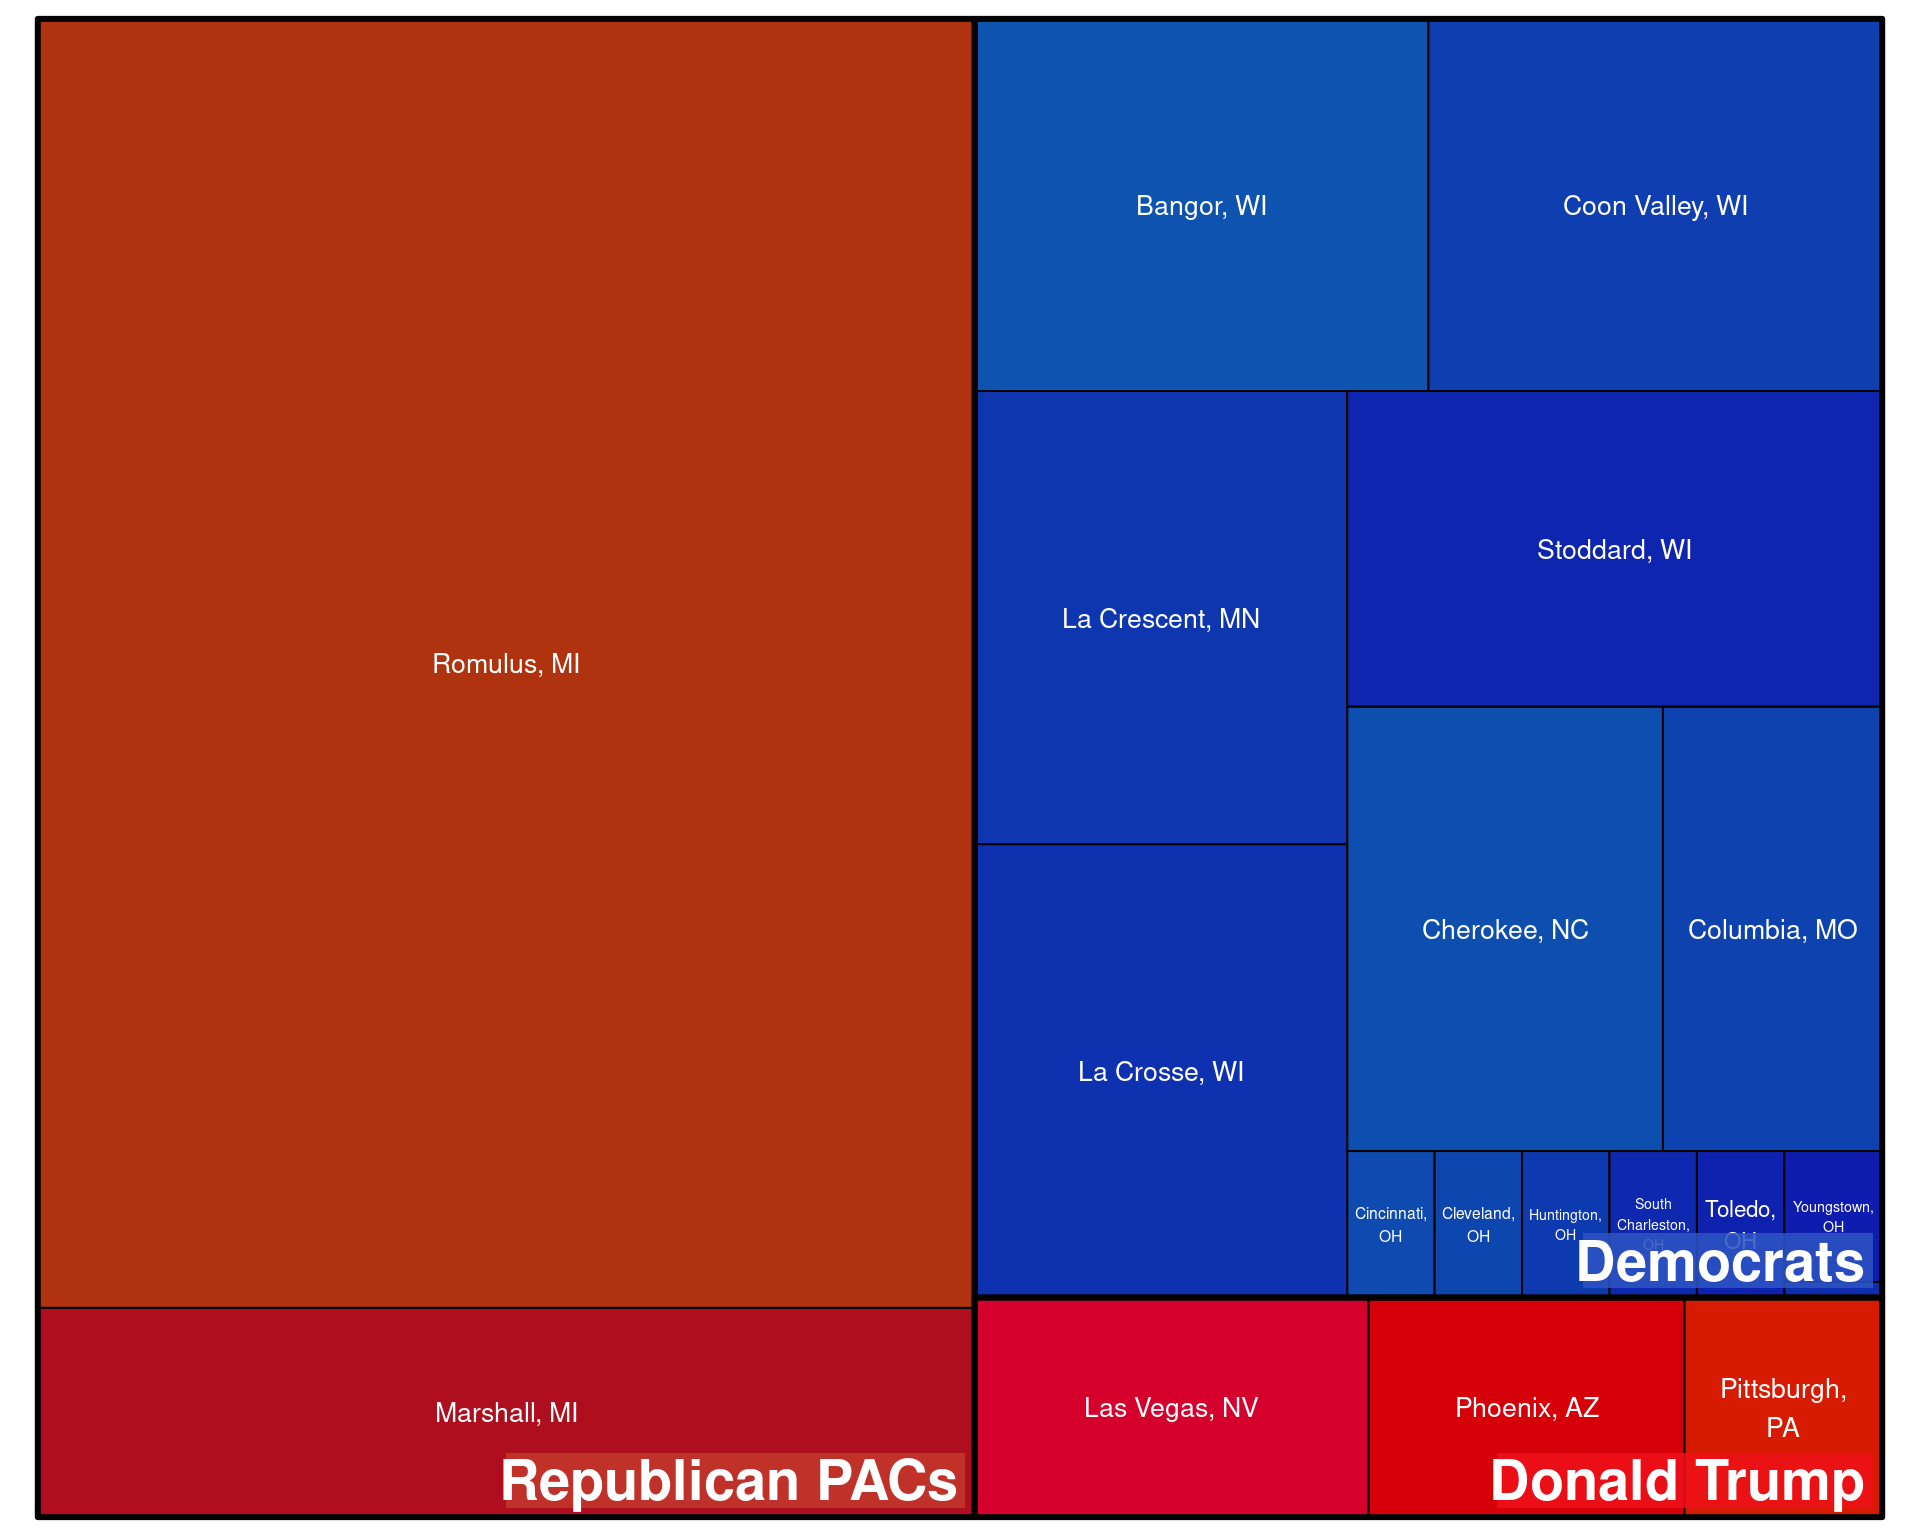 Bangor, WI
Coon Valley, WI
Stoddard, WI
La Crescent, MN
Romulus, MI
Cherokee, NC
Columbia, MO
La Crosse, WI
Cincinnati,
OH
Cleveland,
OH
Huntington,
OH
South
Charleston,
OH
Toledo,
OH
Youngstown,
OH
Democrats
Las Vegas, NV
Phoenix, AZ
Pittsburgh,
PA
Donald Trump
Marshall, MI
Republican PACs